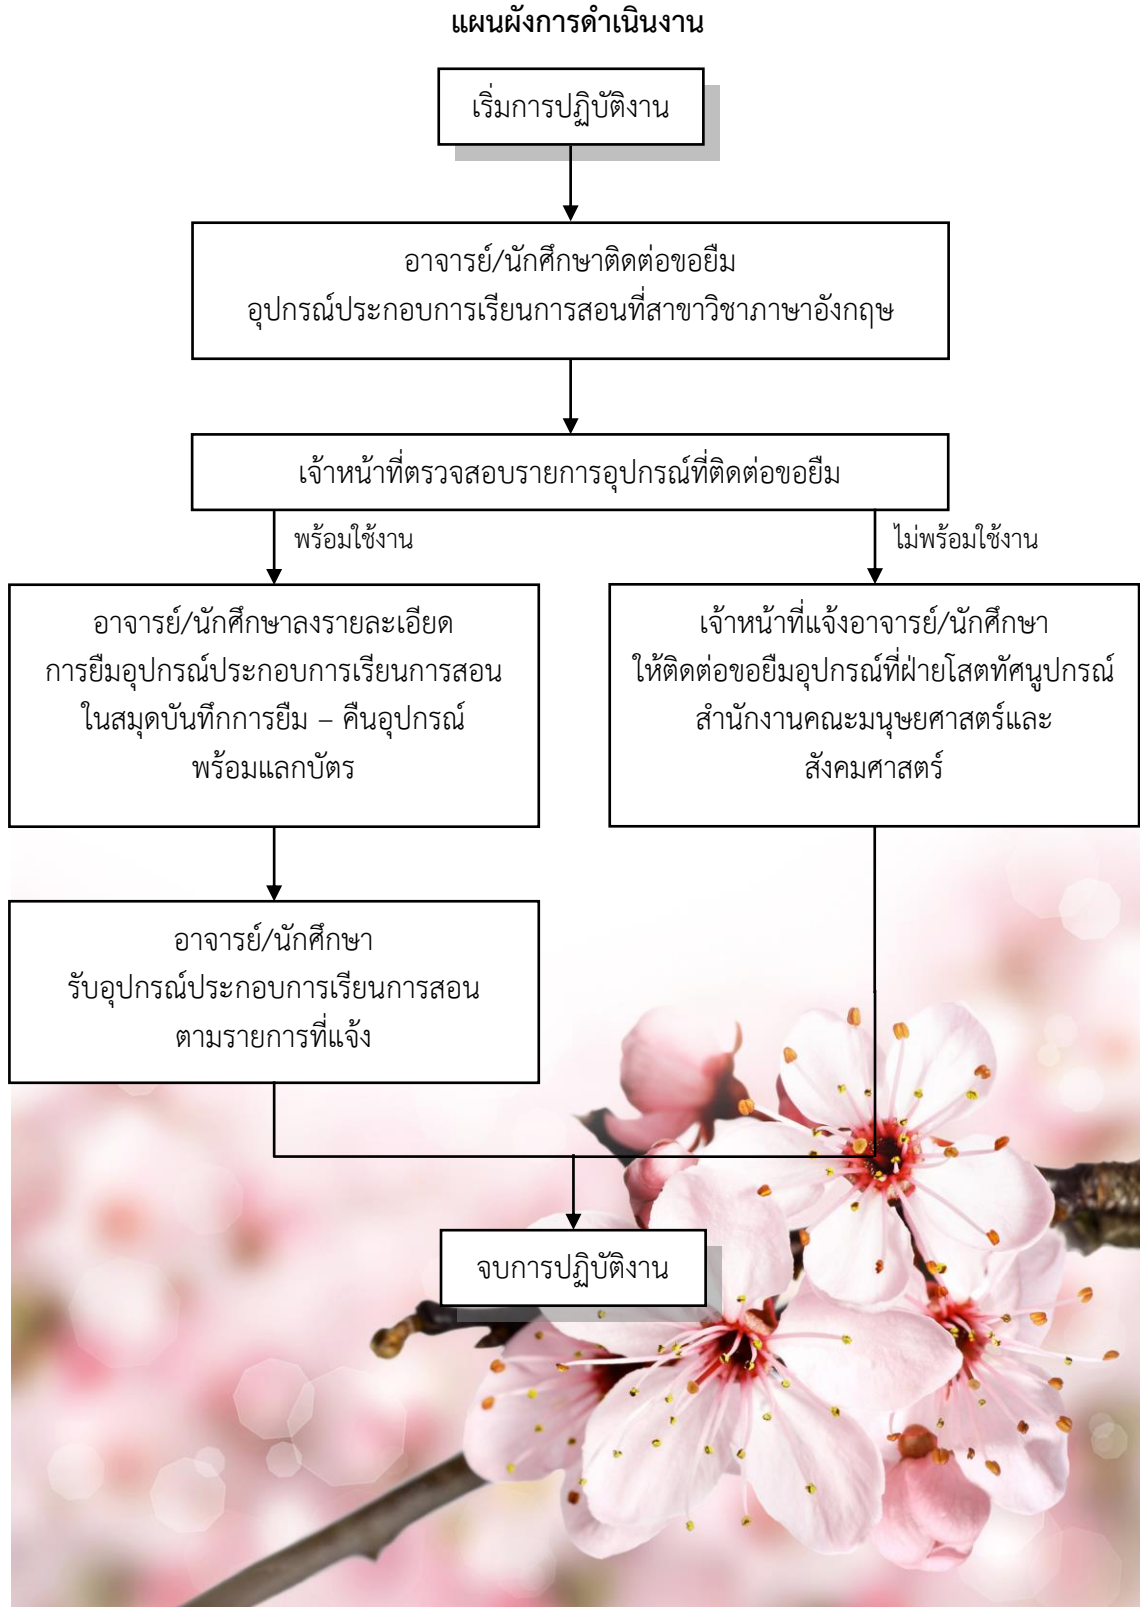 แผนผังการดำเนินงาน
เริ่มการปฏิบัติงาน
อาจารย์/นักศึกษาติดต่อขอยืม
อุปกรณ์ประกอบการเรียนการสอนที่สาขาวิชาภาษาอังกฤษ
เจ้าหน้าที่ตรวจสอบรายการอุปกรณ์ที่ติดต่อขอยืม
พร้อมใช้งาน
ไม่พร้อมใช้งาน
อาจารย์/นักศึกษาลงรายละเอียด
การยืมอุปกรณ์ประกอบการเรียนการสอน
ในสมุดบันทึกการยืม – คืนอุปกรณ์
พร้อมแลกบัตร
เจ้าหน้าที่แจ้งอาจารย์/นักศึกษา
ให้ติดต่อขอยืมอุปกรณ์ที่ฝ่ายโสตทัศนูปกรณ์
สำนักงานคณะมนุษยศาสตร์และ
สังคมศาสตร์
อาจารย์/นักศึกษา
รับอุปกรณ์ประกอบการเรียนการสอน
ตามรายการที่แจ้ง
จบการปฏิบัติงาน